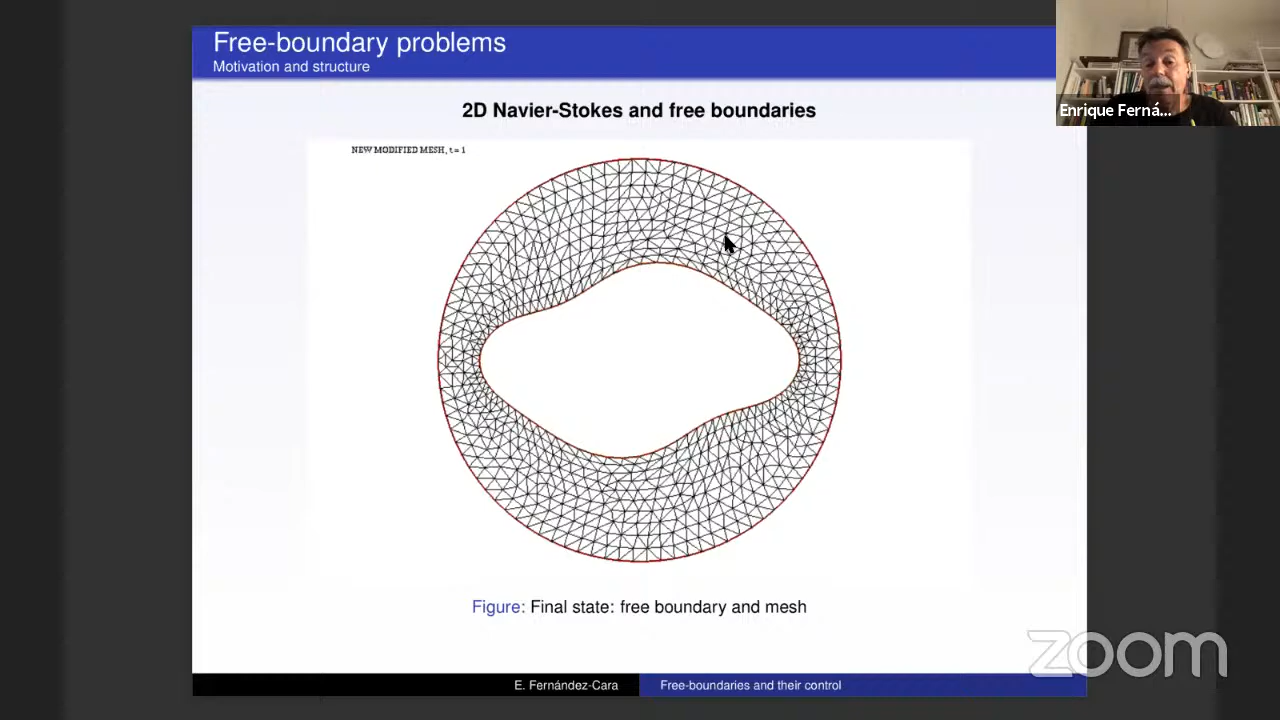 Free-boundary problems
Motivation and structure
Enrique Ferná...
2D Navier-Stokes and free boundaries
NEW MODIFIED MESH, t = 1
Figure: Final state: free boundary and mesh
zoom
E. Fernández-Cara
Free-boundaries and their control